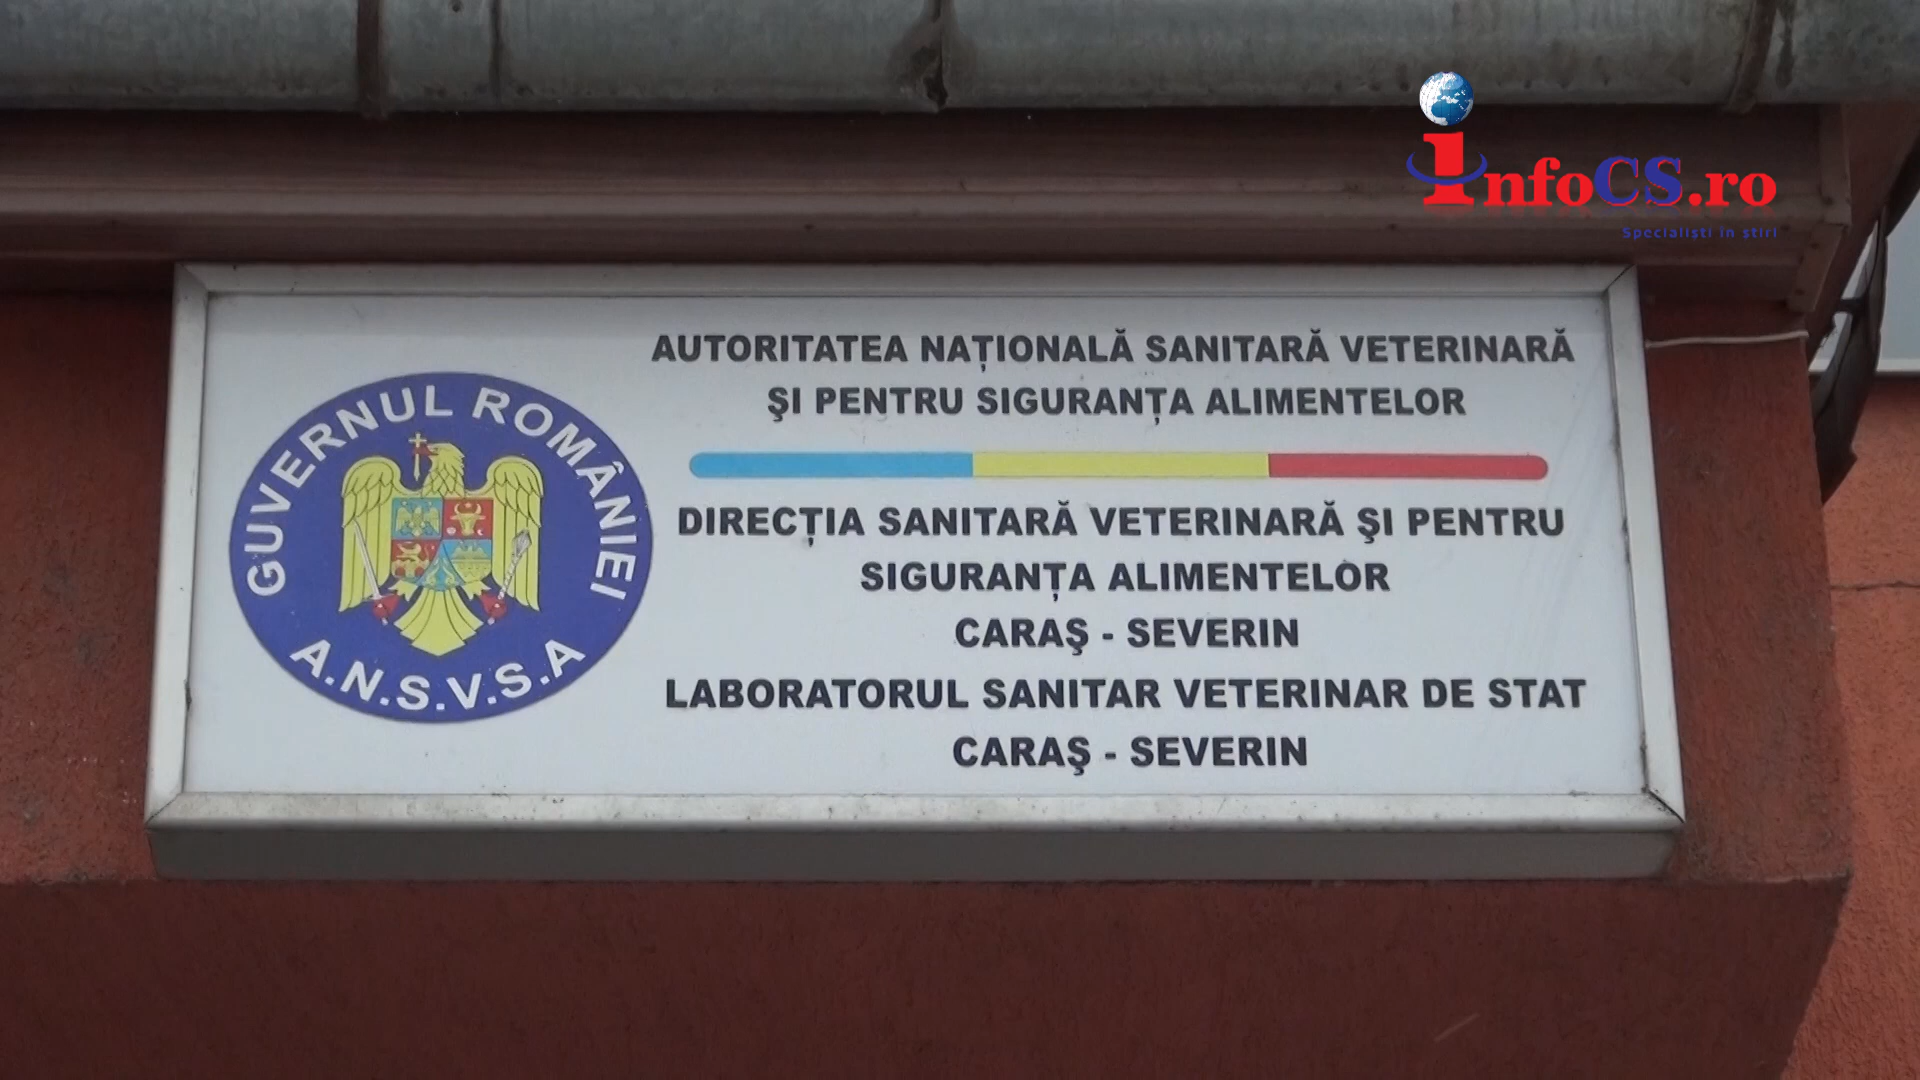 infoCS.ro
Specialiști în știri
AUTORITATEA NAȚIONALĂ SANITARĂ VETERINARĂ
ŞI PENTRU SIGURANȚA ALIMENTELOR
GUVERNUL ROMÂNIEI
A.N.S.V.S.A
DIRECȚIA SANITARĂ VETERINARĂ ŞI PENTRU
SIGURANȚA ALIMENTELOR
CARAŞ - SEVERIN
LABORATORUL SANITAR VETERINAR DE STAT
CARAŞ - SEVERIN